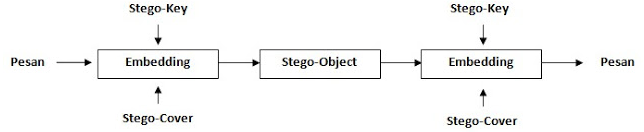 Stego-Key
Stego-Key
Pesan
Embedding
Stego-Object
Embedding
Pesan
Stego-Cover
Stego-Cover